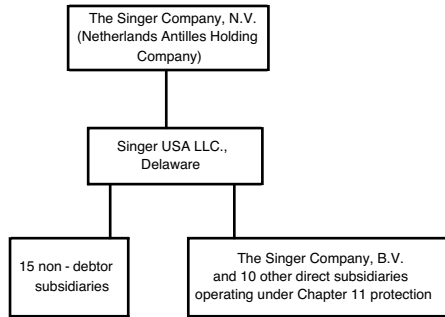 The Singer Company, N.V.
(Netherlands Antilles Holding
Company)
Singer USA LLC.,
Delaware
15 non - debtor
subsidiaries
The Singer Company, B.V.
and 10 other direct subsidiaries
operating under Chapter 11 protection